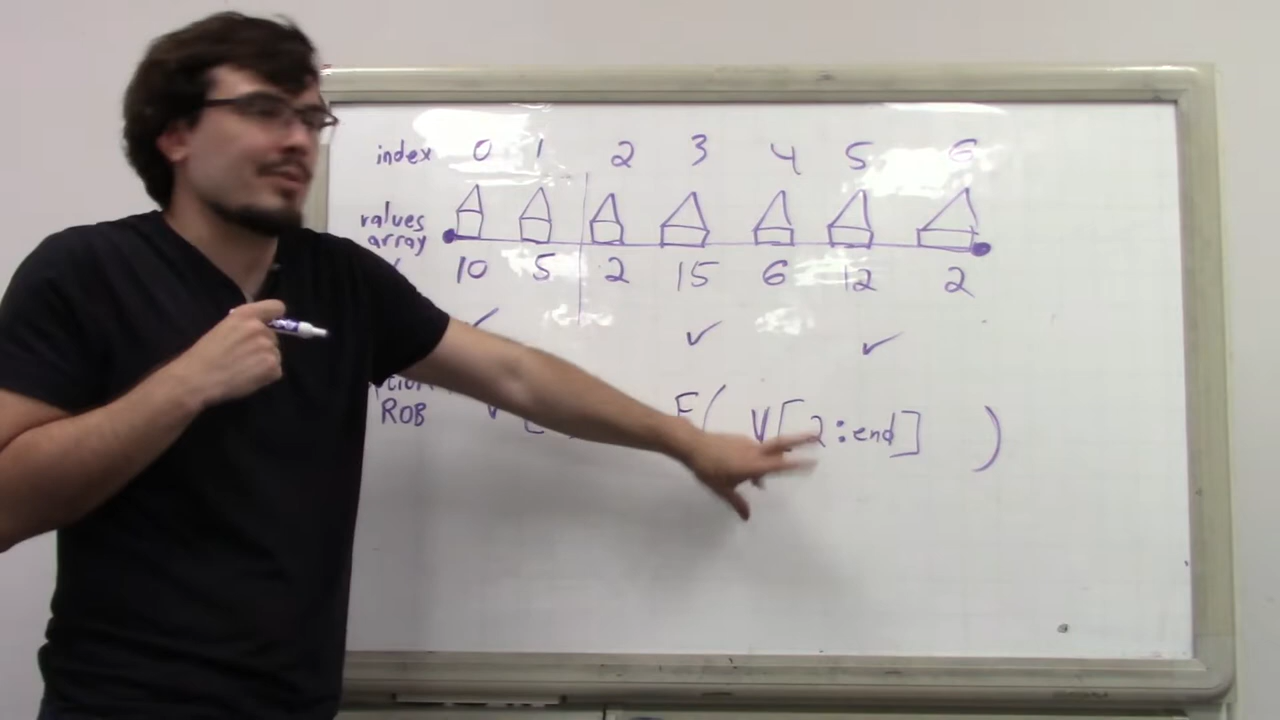 index 0 1 2 3 4 5 6
values
array
10 5 2 15 6 12 2
✓ ✓ ✓
ROB V[ F( V[2:end] )